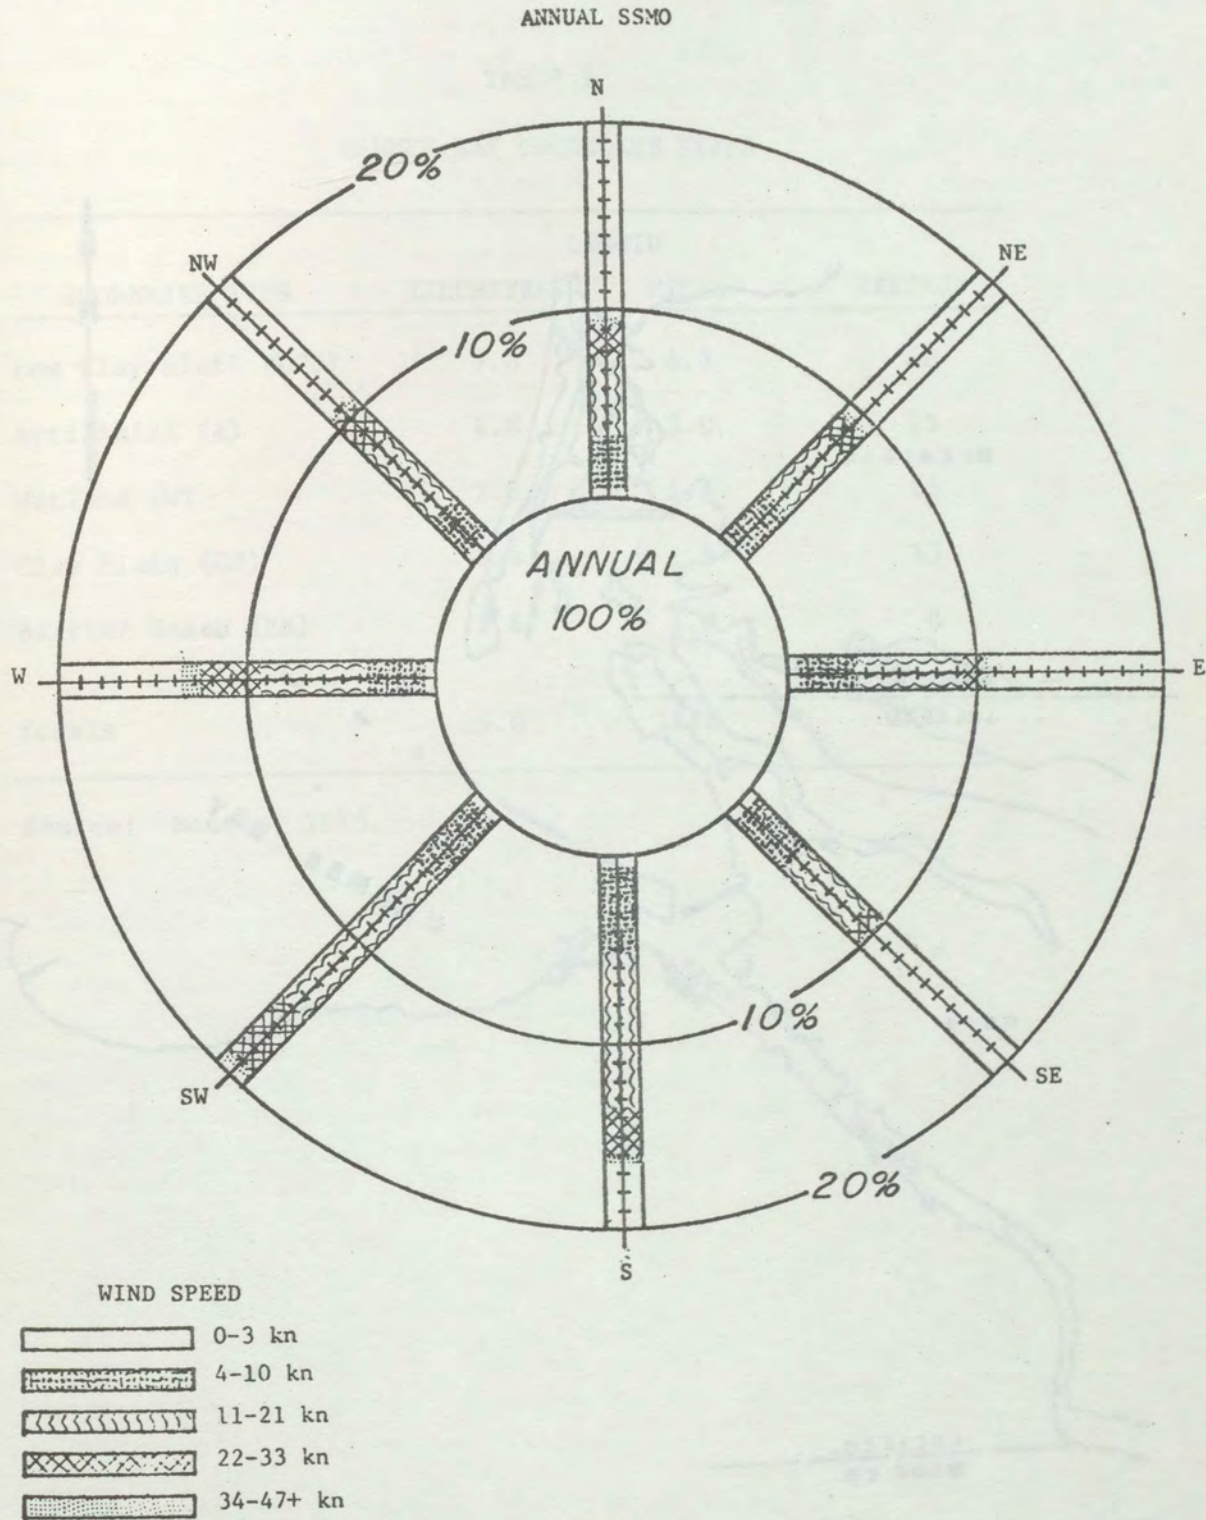 ANNUAL SSMO
N
20%
NW
NE
10%
ANNUAL
100%
W
E
10%
SW
SE
20%
S
WIND SPEED
0-3 kn
4-10 kn
11-21 kn
22-33 kn
34-47+ kn